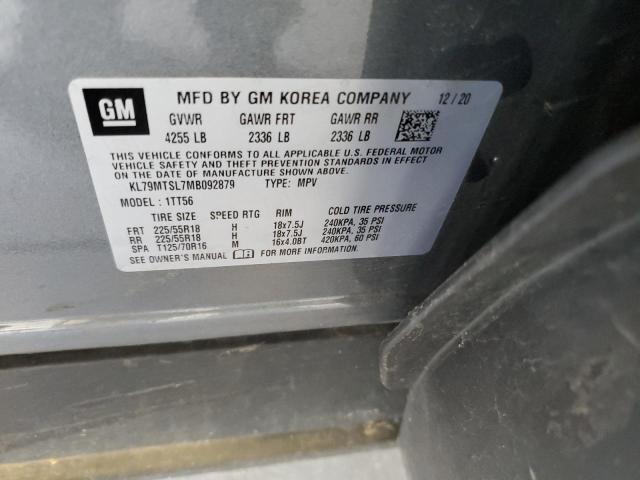 GM
MFD BY GM KOREA COMPANY 12/20
GVWR GAWR FRT GAWR RR
4255 LB 2336 LB 2336 LB
THIS VEHICLE CONFORMS TO ALL APPLICABLE U.S. FEDERAL MOTOR
VEHICLE SAFETY AND THEFT PREVENTION STANDARDS IN EFFECT
ON THE DATE OF MANUFACTURE SHOWN ABOVE.
KL79MTSL7MB092879 TYPE: MPV
MODEL: 1TT56
TIRE SIZE SPEED RTG RIM COLD TIRE PRESSURE
FRT 225/55R18 H 18x7.5J 240KPA, 35 PSI
RR 225/55R18 H 18x7.5J 240KPA, 35 PSI
SPA T125/70R16 M 16x4.0BT 420KPA, 60 PSI
SEE OWNER'S MANUAL FOR MORE INFORMATION.